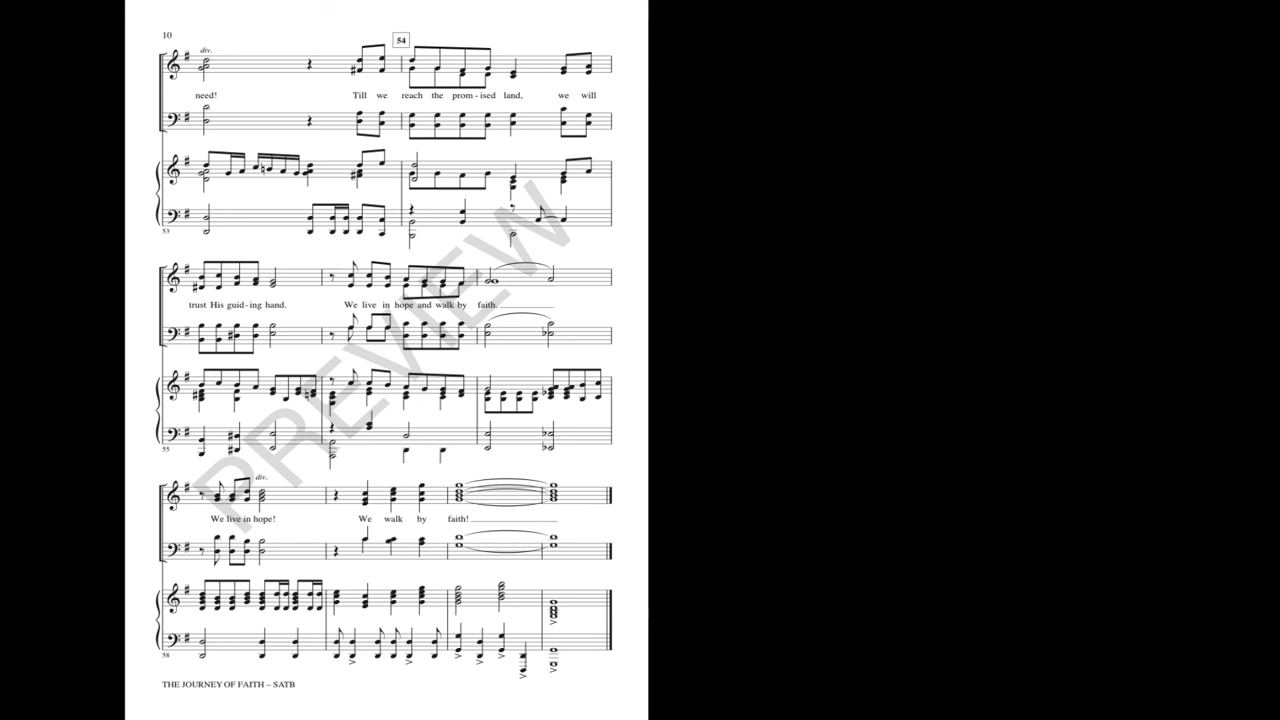 10
div.
54
need! Till we reach the prom - ised land, we will
53
trust His guid - ing hand. We live in hope and walk by faith.
55
div.
We live in hope! We walk by faith!
58
THE JOURNEY OF FAITH – SATB
PREVIEW